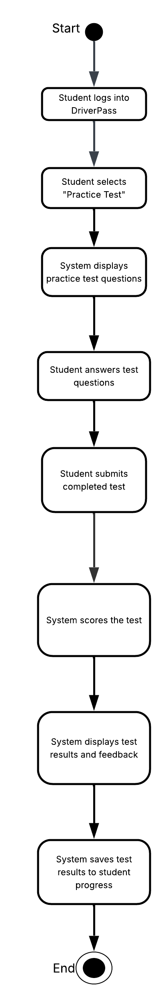 Start
Student logs into
DriverPass
Student selects
"Practice Test"
System displays
practice test questions
Student answers test
questions
Student submits
completed test
System scores the test
System displays test
results and feedback
System saves test
results to student
progress
End